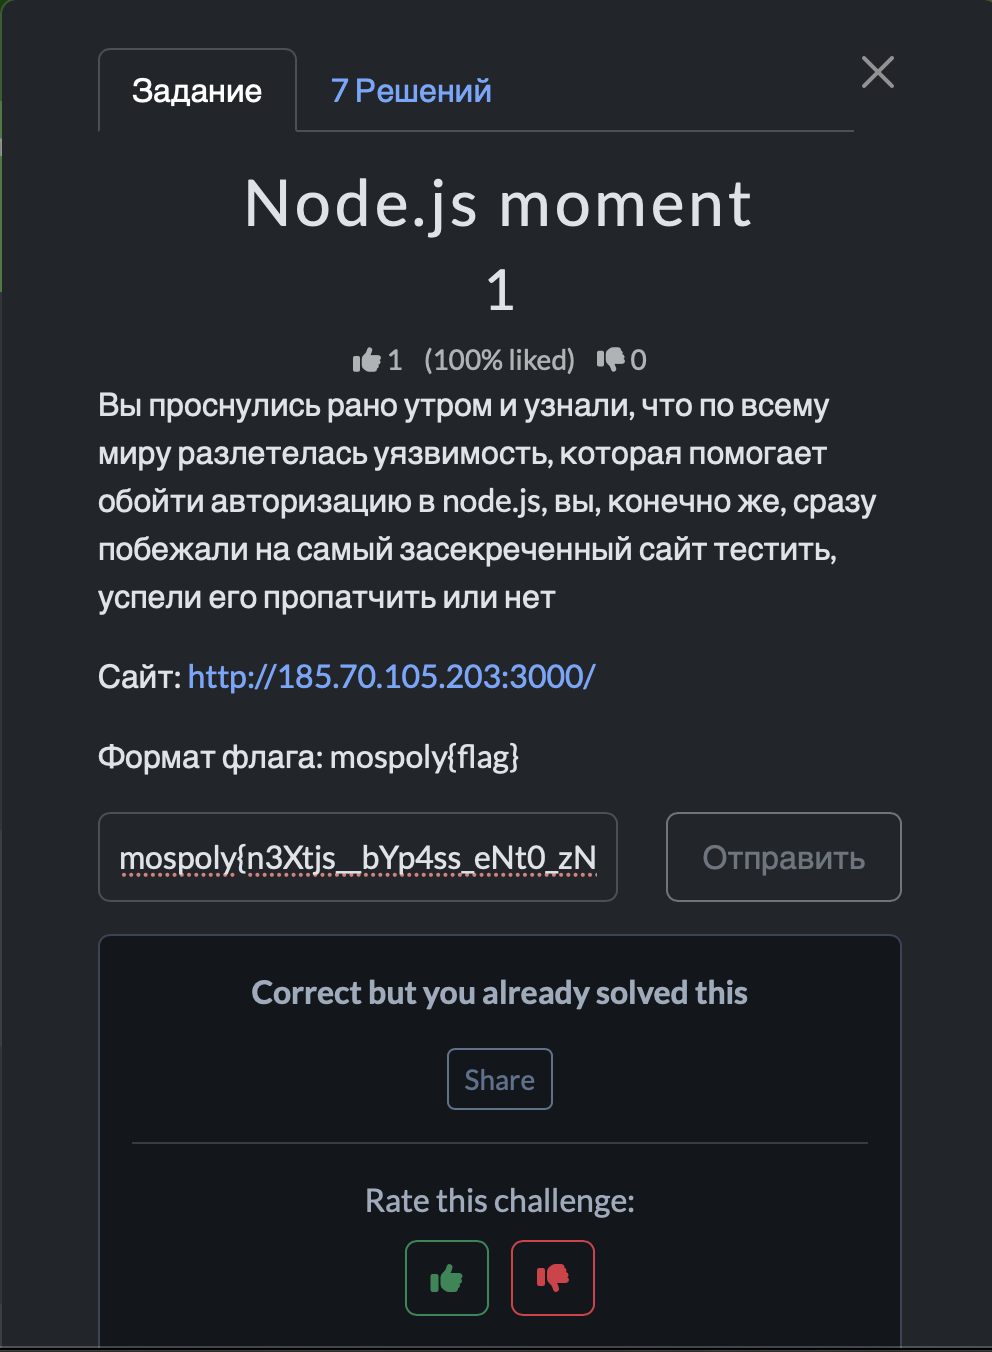 Задание
7 Решений
Node.js moment
1
1 (100% liked) 0
Вы проснулись рано утром и узнали, что по всему
миру разлетелась уязвимость, которая помогает
обойти авторизацию в node.js, вы, конечно же, сразу
побежали на самый засекреченный сайт тестить,
успели его пропатчить или нет
Сайт: http://185.70.105.203:3000/
Формат флага: mospoly{flag}
mospoly{n3Xtjs__bYp4ss_eNt0_zN
Отправить
Correct but you already solved this
Share
Rate this challenge: